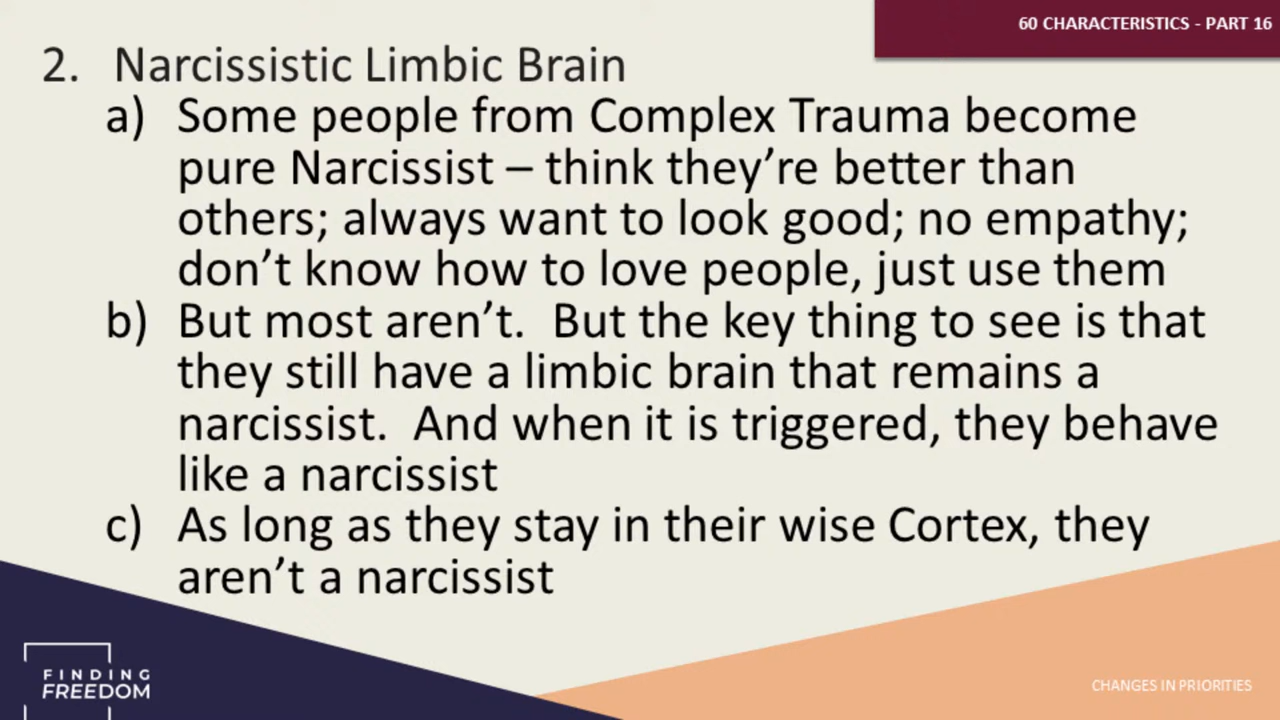 60 CHARACTERISTICS - PART 16
2. Narcissistic Limbic Brain
a) Some people from Complex Trauma become
pure Narcissist – think they’re better than
others; always want to look good; no empathy;
don’t know how to love people, just use them
b) But most aren’t. But the key thing to see is that
they still have a limbic brain that remains a
narcissist. And when it is triggered, they behave
like a narcissist
c) As long as they stay in their wise Cortex, they
aren’t a narcissist
FINDING
FREEDOM
CHANGES IN PRIORITIES